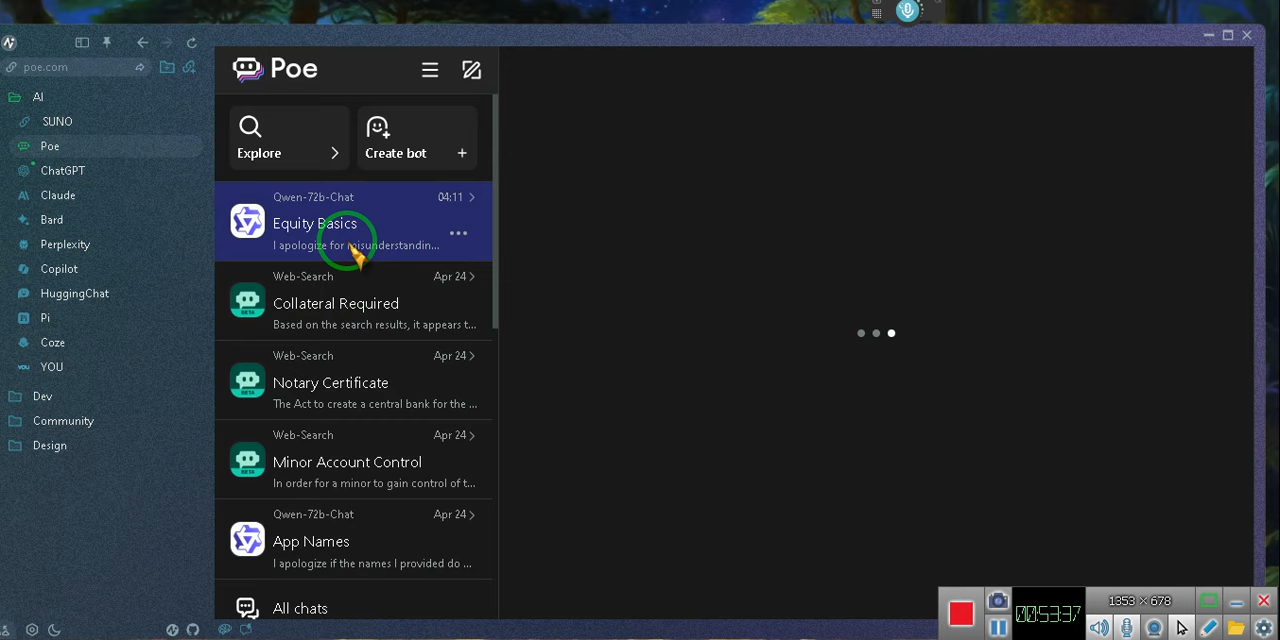 poe.com
AI
SUNO
Poe
ChatGPT
Claude
Bard
Perplexity
Copilot
HuggingChat
Pi
Coze
YOU
Dev
Community
Design
Poe
Explore
Create bot +
Qwen-72b-Chat 04:11
Equity Basics
I apologize for misunderstandin...
Web-Search Apr 24
Collateral Required
Based on the search results, it appears t...
Web-Search Apr 24
Notary Certificate
The Act to create a central bank for the ...
Web-Search Apr 24
Minor Account Control
In order for a minor to gain control of t...
Qwen-72b-Chat Apr 24
App Names
I apologize if the names I provided do ...
All chats
00:53:37
1353 × 678